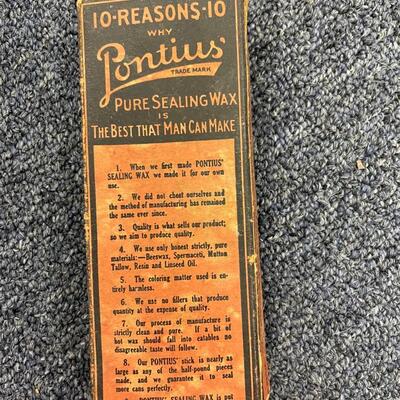 10·REASONS·10
WHY
Pontius'
TRADE MARK
PURE SEALING WAX
IS
THE BEST THAT MAN CAN MAKE
1. When we first made PONTIUS'
SEALING WAX we made it for our own
use.
2. We did not cheat ourselves and
the method of manufacturing has remained
the same ever since.
3. Quality is what sells our product;
so we aim to produce quality.
4. We use only honest strictly, pure
materials:—Beeswax, Spermaceti, Mutton
Tallow, Resin and Linseed Oil.
5. The coloring matter used is en-
tirely harmless.
6. We use no fillers that produce
quantity at the expense of quality.
7. Our process of manufacture is
strictly clean and pure. If a bit of
hot wax should fall into eatables no
disagreeable taste will follow.
8. Our PONTIUS' stick is nearly as
large as any of the half-pound pieces
made, and we guarantee it to seal
more cans perfectly.
PONTIUS' SEALING WAX is put